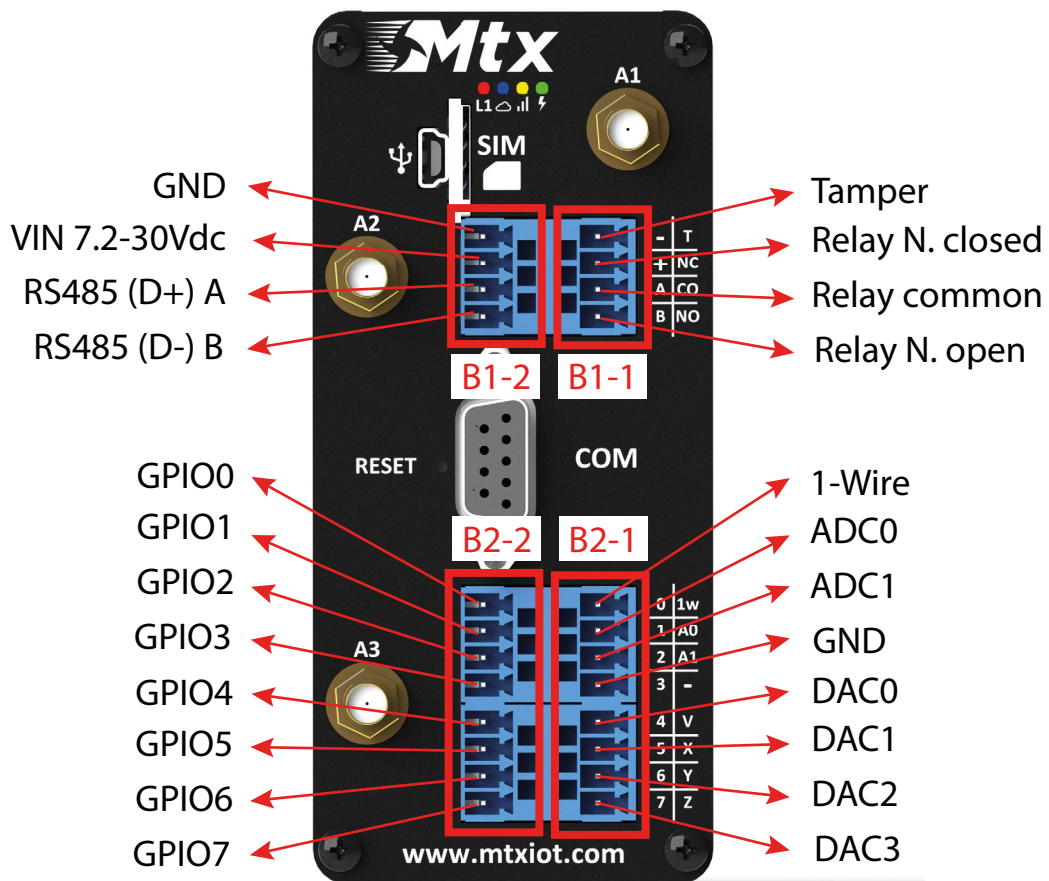 Mtx
A1
L1
SIM
GND
VIN 7.2-30Vdc
RS485 (D+) A
RS485 (D-) B
A2
Tamper
Relay N. closed
Relay common
Relay N. open
- T
+ NC
A CO
B NO
B1-2 B1-1
RESET
COM
GPIO0
GPIO1
GPIO2
GPIO3
GPIO4
GPIO5
GPIO6
GPIO7
B2-2 B2-1
A3
1-Wire
ADC0
ADC1
GND
DAC0
DAC1
DAC2
DAC3
0 1w
1 A0
2 A1
3 -
4 V
5 X
6 Y
7 Z
www.mtxiot.com